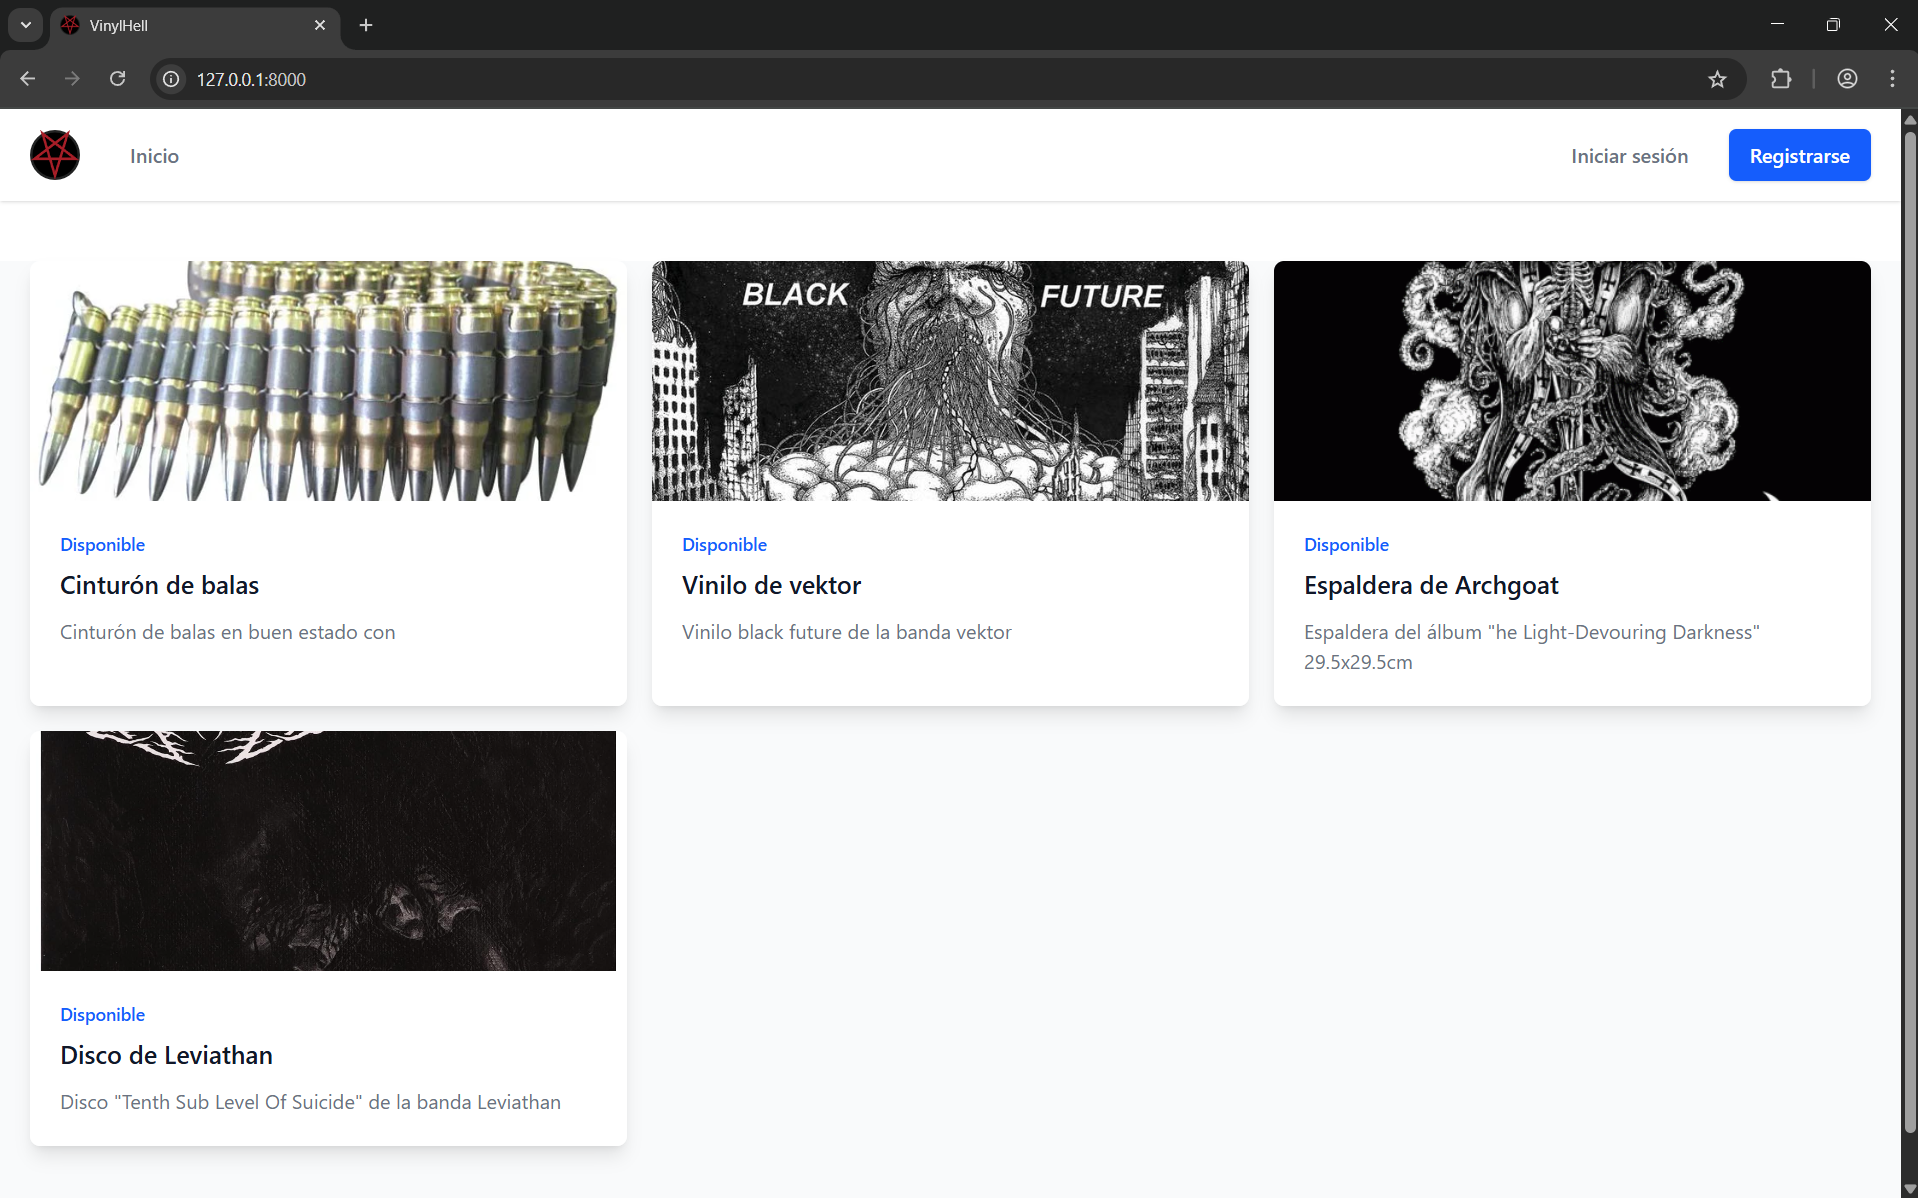 VinylHell
127.0.0.1:8000
Inicio
Iniciar sesión
Registrarse
BLACK FUTURE
Disponible
Cinturón de balas
Cinturón de balas en buen estado con
Disponible
Vinilo de vektor
Vinilo black future de la banda vektor
Disponible
Espaldera de Archgoat
Espaldera del álbum "he Light-Devouring Darkness"
29.5x29.5cm
Disponible
Disco de Leviathan
Disco "Tenth Sub Level Of Suicide" de la banda Leviathan